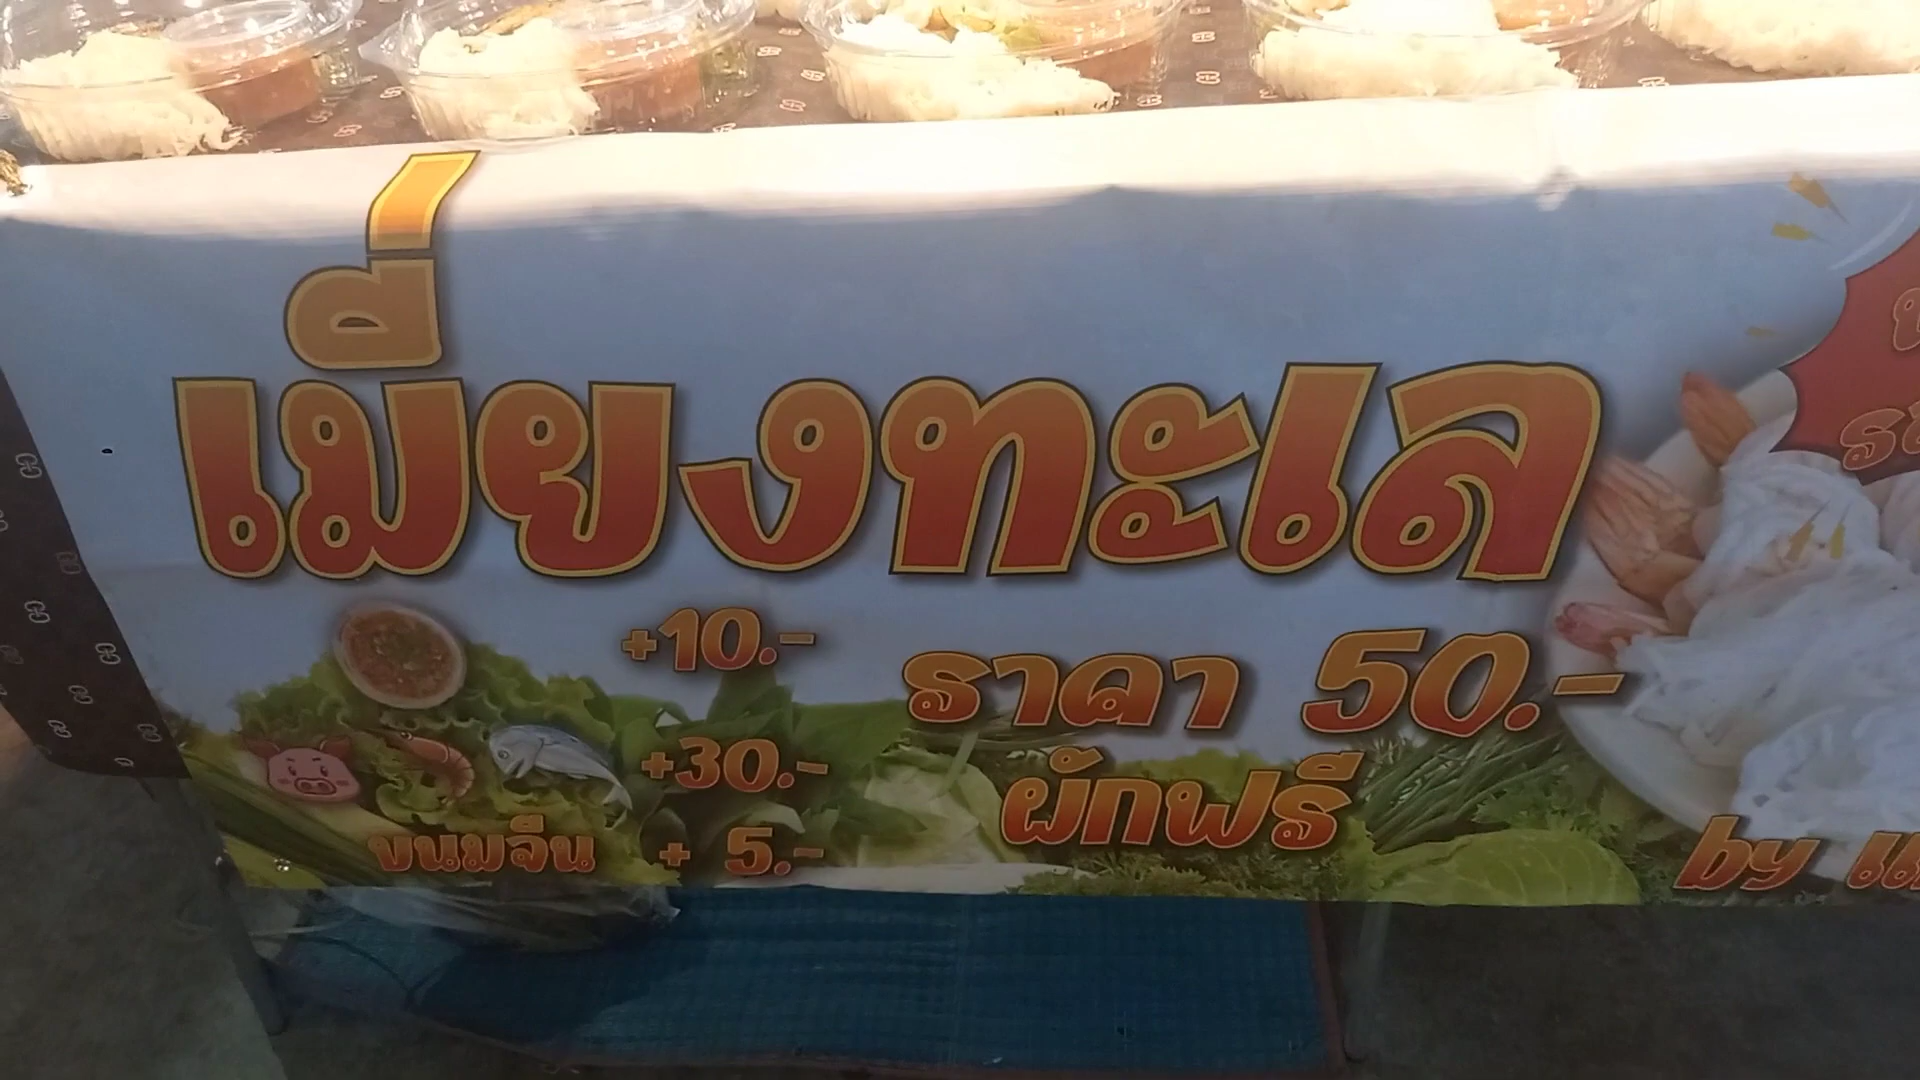 เมี่ยงทะเล
+10.-
ราคา 50.-
+30.-
ผักฟรี
ขนมจีน + 5.-
by